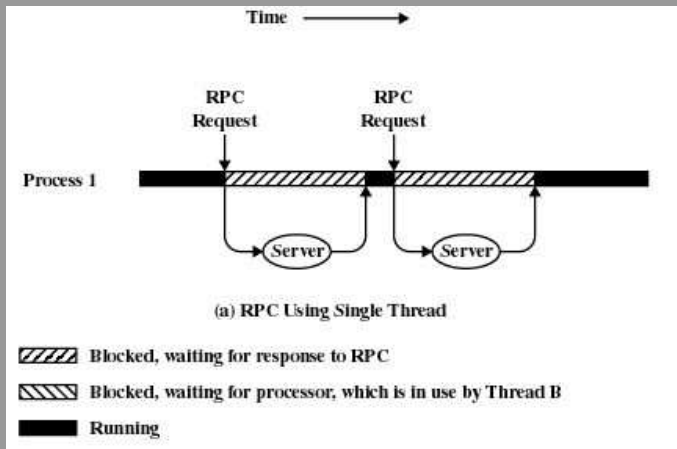 Time
RPC
Request
RPC
Request
Process 1
Server
Server
(a) RPC Using Single Thread
Blocked, waiting for response to RPC
Blocked, waiting for processor, which is in use by Thread B
Running